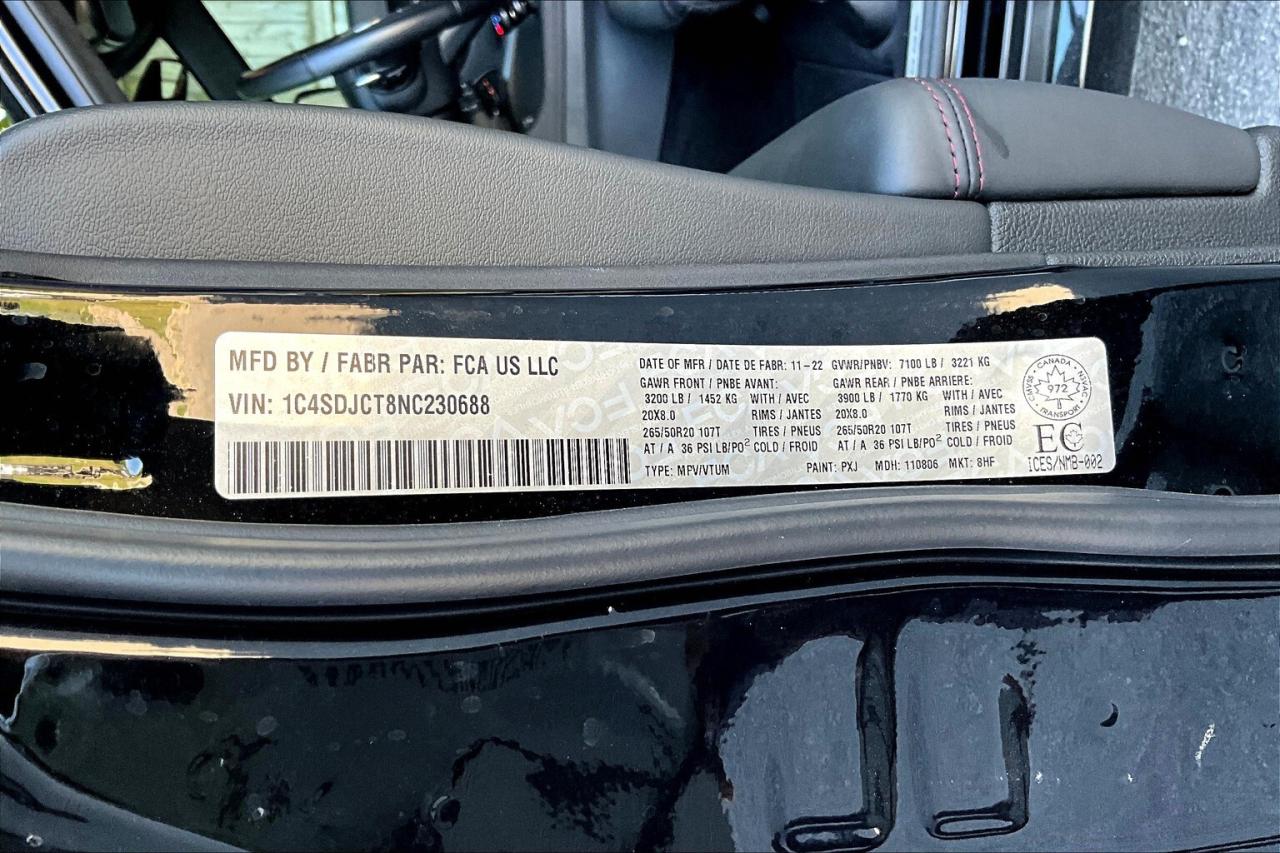 MFD BY / FABR PAR: FCA US LLC
VIN: 1C4SDJCT8NC230688
DATE OF MFR / DATE DE FABR: 11-22 GVWR/PNBV: 7100 LB / 3221 KG
GAWR FRONT / PNBE AVANT: GAWR REAR / PNBE ARRIERE:
3200 LB / 1452 KG WITH / AVEC 3900 LB / 1770 KG WITH / AVEC
20X8.0 RIMS / JANTES 20X8.0 RIMS / JANTES
265/50R20 107T TIRES / PNEUS 265/50R20 107T TIRES / PNEUS
AT / A 36 PSI LB/PO² COLD / FROID AT / A 36 PSI LB/PO² COLD / FROID
TYPE: MPV/VTUM PAINT: PXJ MDH: 110806 MKT: 8HF
CANADA
CMVSS
NSVAC
972
TRANSPORT
EC
ICES/NMB-002